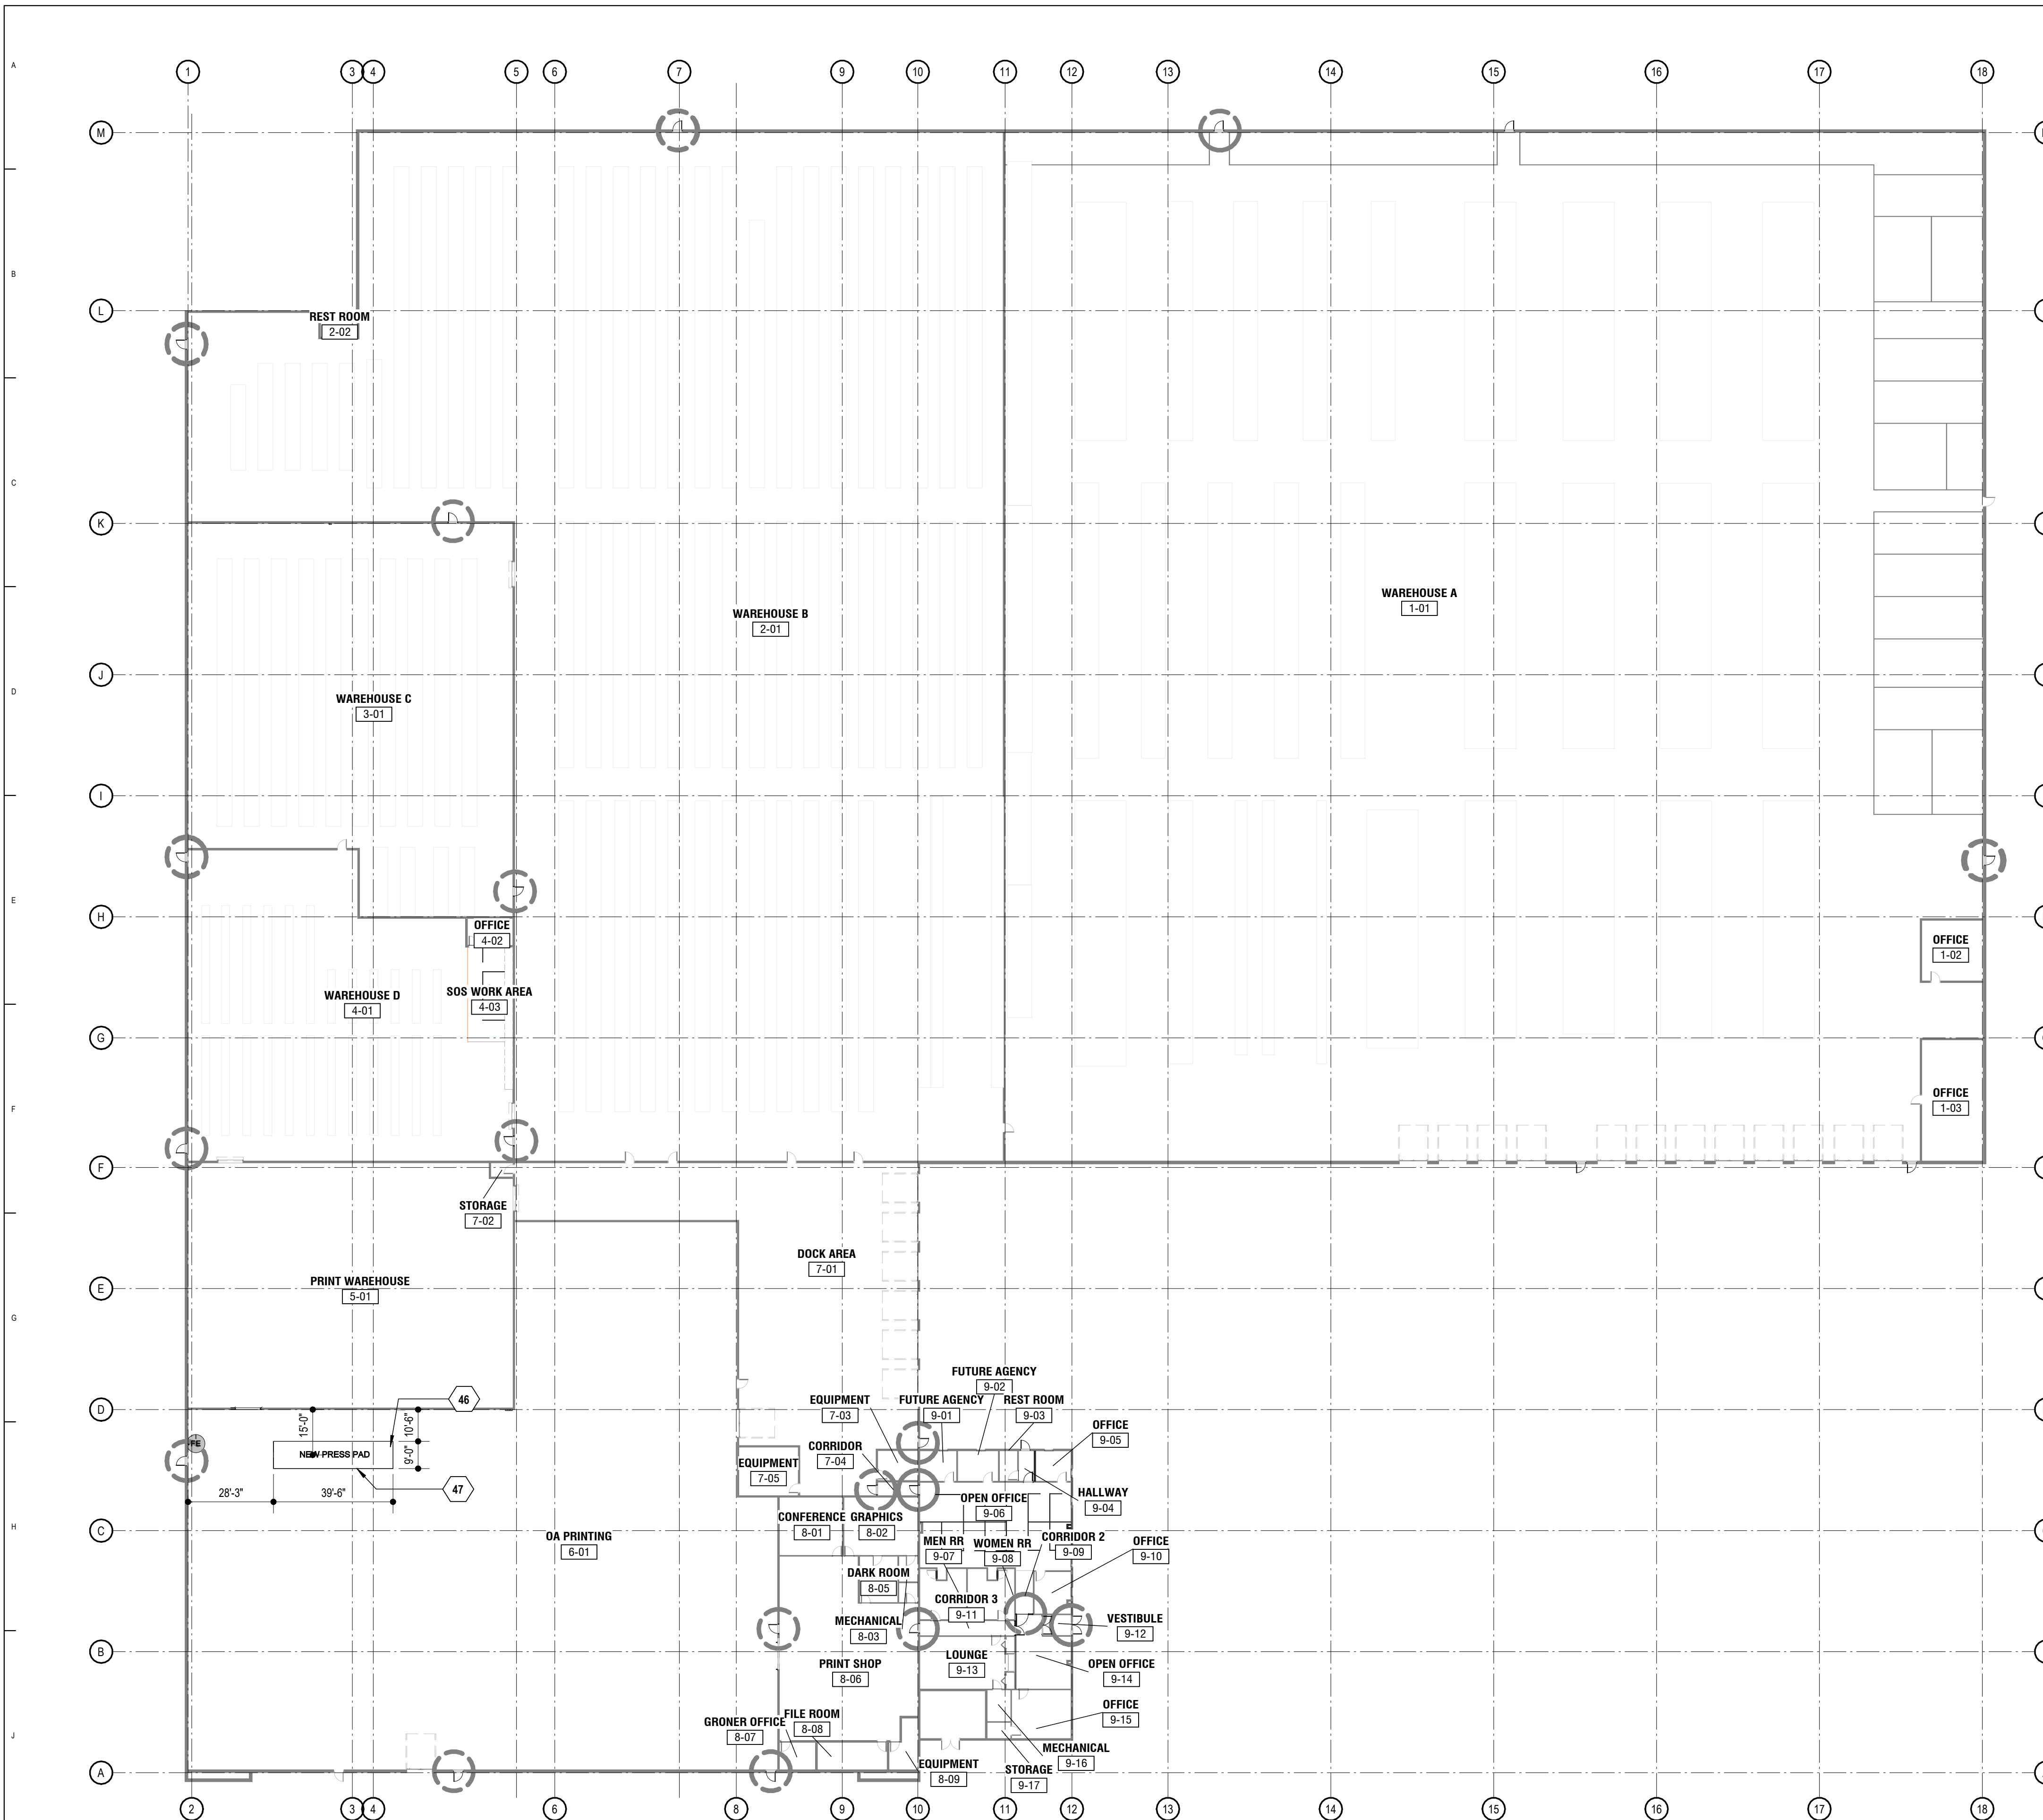 A
1 3 4 5 6 7 9 10 11 12 13 14 15 16 17 18
M
B
L
REST ROOM
2-02
C
K
WAREHOUSE A
1-01
WAREHOUSE B
2-01
J
D
WAREHOUSE C
3-01
I
E
H
OFFICE
4-02
OFFICE
1-02
SOS WORK AREA
4-03
WAREHOUSE D
4-01
G
OFFICE
1-03
F
F
STORAGE
7-02
DOCK AREA
7-01
PRINT WAREHOUSE
5-01
E
G
FUTURE AGENCY
9-02
46
EQUIPMENT
7-03
FUTURE AGENCY
9-01
REST ROOM
9-03
D
15'-0"
10'-6"
OFFICE
9-05
FE
NEW PRESS PAD
9'-0"
CORRIDOR
7-04
EQUIPMENT
7-05
47
28'-3"
39'-6"
HALLWAY
9-04
OPEN OFFICE
9-06
CONFERENCE
8-01
GRAPHICS
8-02
H
C
OA PRINTING
6-01
MEN RR
9-07
WOMEN RR
9-08
CORRIDOR 2
9-09
OFFICE
9-10
DARK ROOM
8-05
CORRIDOR 3
9-11
MECHANICAL
8-03
VESTIBULE
9-12
B
LOUNGE
9-13
PRINT SHOP
8-06
OPEN OFFICE
9-14
OFFICE
9-15
J
FILE ROOM
8-08
GRONER OFFICE
8-07
MECHANICAL
9-16
EQUIPMENT
8-09
STORAGE
9-17
A
2 3 4 6 8 9 10 11 12 13 14 15 16 17 18